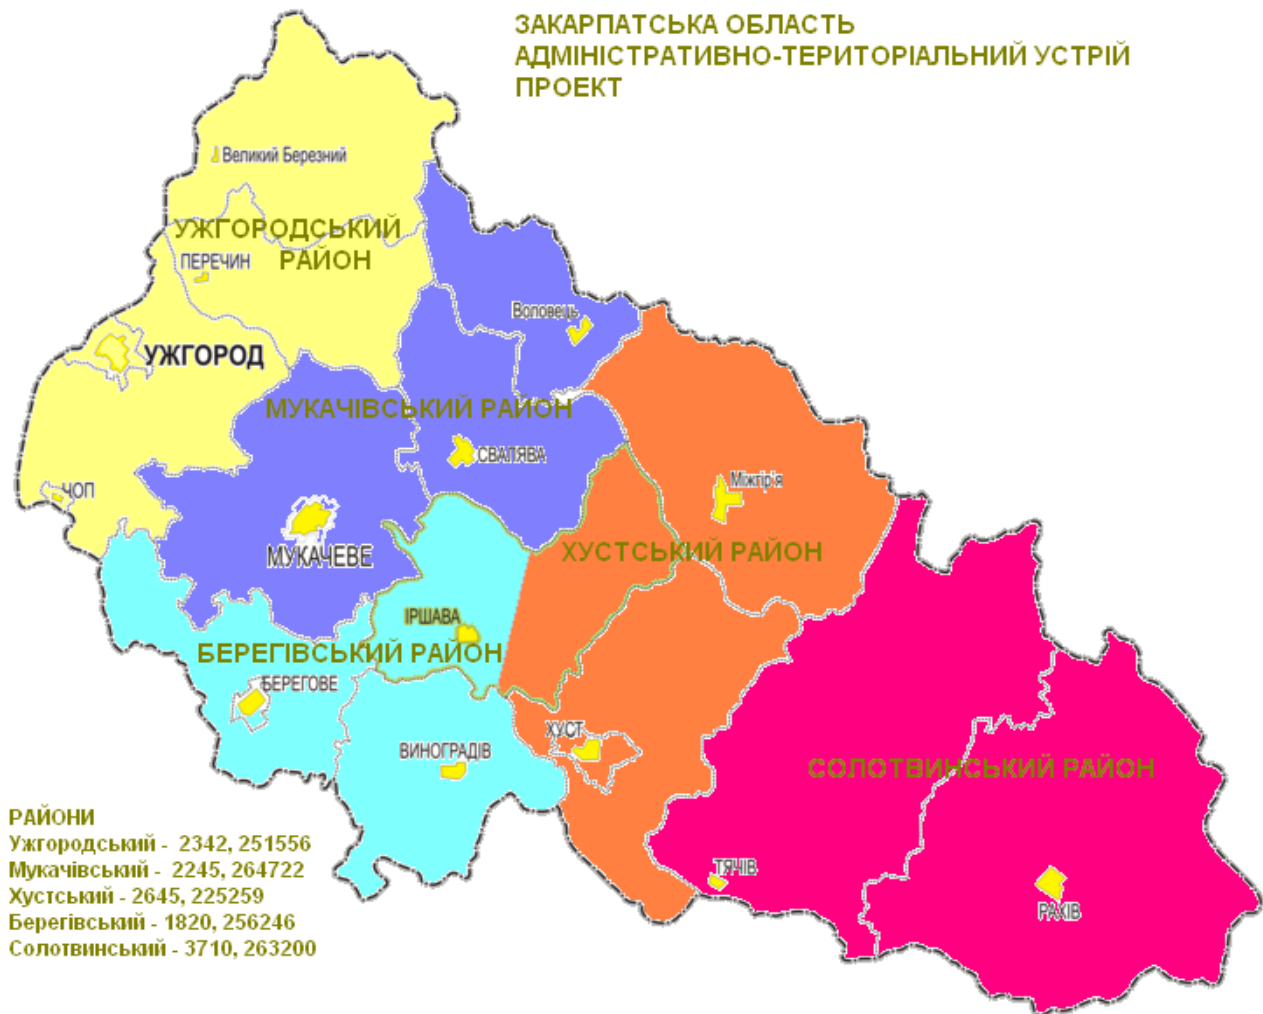 ЗАКАРПАТСЬКА ОБЛАСТЬ
АДМІНІСТРАТИВНО-ТЕРИТОРІАЛЬНИЙ УСТРІЙ
ПРОЕКТ
Великий Березний
УЖГОРОДСЬКИЙ
РАЙОН
ПЕРЕЧИН
Воловець
УЖГОРОД
МУКАЧІВСЬКИЙ РАЙОН
СВАЛЯВА
Міжгір'я
ЧОП
МУКАЧЕВЕ
ХУСТСЬКИЙ РАЙОН
ІРШАВА
БЕРЕГІВСЬКИЙ РАЙОН
БЕРЕГОВЕ
ХУСТ
ВИНОГРАДІВ
СОЛОТВИНСЬКИЙ РАЙОН
ТЯЧІВ
РАХІВ
РАЙОНИ
Ужгородський - 2342, 251556
Мукачівський - 2245, 264722
Хустський - 2645, 225259
Берегівський - 1820, 256246
Солотвинський - 3710, 263200